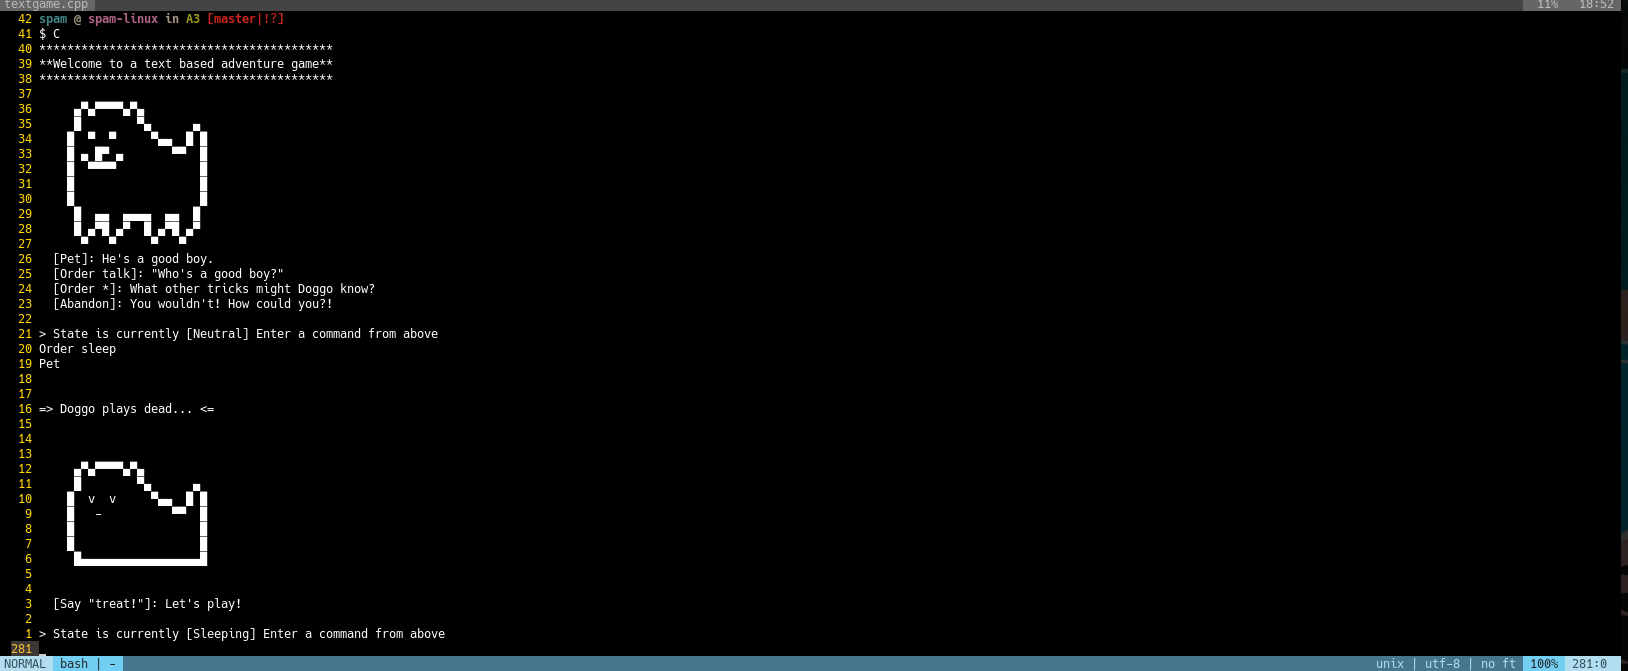 textgame.cpp 11% 18:52
42 spam @ spam-linux in A3 [master|!?]
41 $ C
40 ******************************************
39 **Welcome to a text based adventure game**
38 ******************************************
37
36
35
34
33
32
31
30
29
28
27
26 [Pet]: He's a good boy.
25 [Order talk]: "Who's a good boy?"
24 [Order *]: What other tricks might Doggo know?
23 [Abandon]: You wouldn't! How could you?!
22
21 > State is currently [Neutral] Enter a command from above
20 Order sleep
19 Pet
18
17
16 => Doggo plays dead... <=
15
14
13
12
11
10 v v
9 -
8
7
6
5
4
3 [Say "treat!"]: Let's play!
2
1 > State is currently [Sleeping] Enter a command from above
281
NORMAL bash | - unix | utf-8 | no ft 100% 281:0